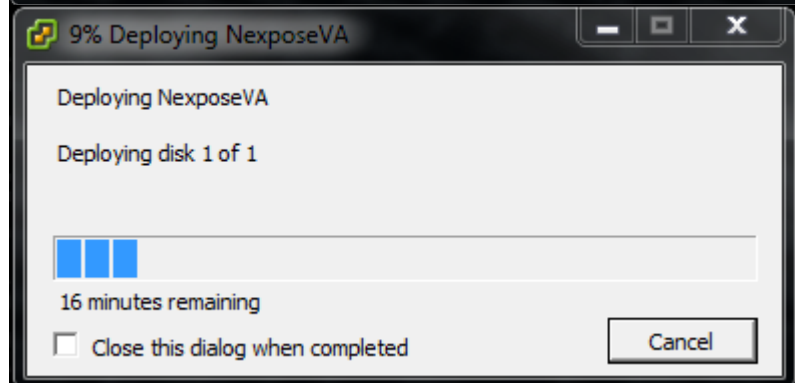 9% Deploying NexposeVA
Deploying NexposeVA
Deploying disk 1 of 1
16 minutes remaining
Close this dialog when completed
Cancel